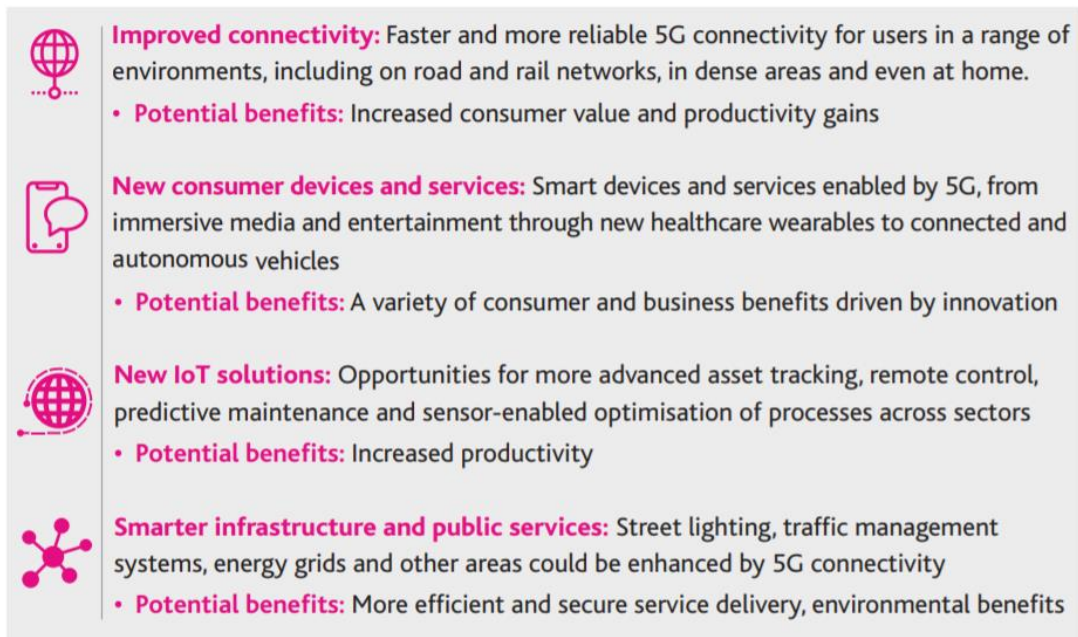 Improved connectivity: Faster and more reliable 5G connectivity for users in a range of
environments, including on road and rail networks, in dense areas and even at home.
• Potential benefits: Increased consumer value and productivity gains
New consumer devices and services: Smart devices and services enabled by 5G, from
immersive media and entertainment through new healthcare wearables to connected and
autonomous vehicles
• Potential benefits: A variety of consumer and business benefits driven by innovation
New IoT solutions: Opportunities for more advanced asset tracking, remote control,
predictive maintenance and sensor-enabled optimisation of processes across sectors
• Potential benefits: Increased productivity
Smarter infrastructure and public services: Street lighting, traffic management
systems, energy grids and other areas could be enhanced by 5G connectivity
• Potential benefits: More efficient and secure service delivery, environmental benefits